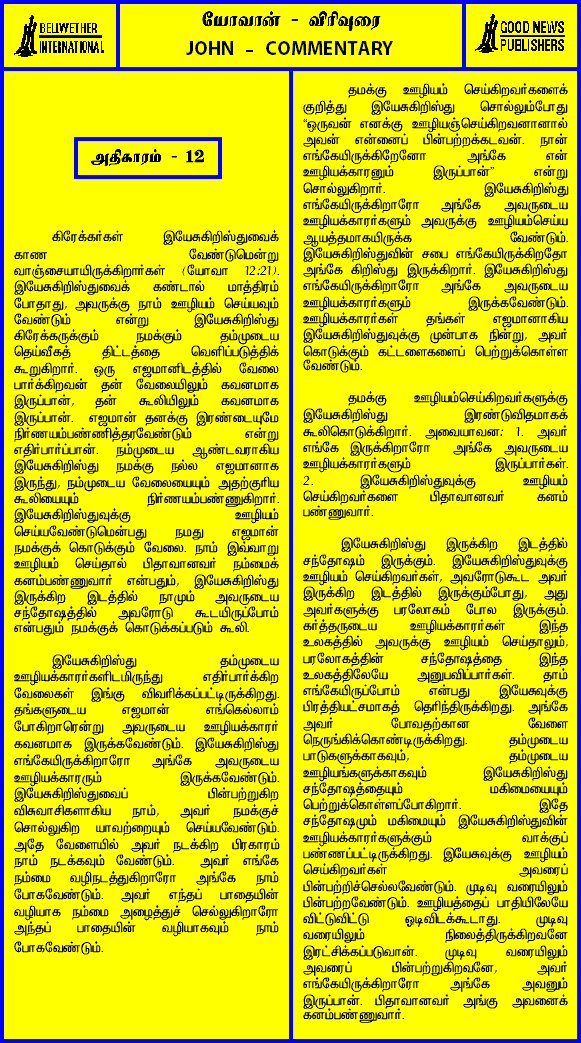 BELWETHER
INTERNATIONAL
யோவான் - விரிவுரை
JOHN - COMMENTARY
GOOD NEWS
PUBLISHERS
அதிகாரம் - 12
கிரேக்கர்கள் இயேசுகிறிஸ்துவைக்
காண வேண்டுமென்று
வாஞ்சையாயிருக்கிறார்கள் (யோவா 12:21).
இயேசுகிறிஸ்துவைக் கண்டால் மாத்திரம்
போதாது, அவருக்கு நாம் ஊழியம் செய்யவும்
வேண்டும் என்று இயேசுகிறிஸ்து
கிரேக்கருக்கும் நமக்கும் தம்முடைய
தெய்வீகத் திட்டத்தை வெளிப்படுத்திக்
கூறுகிறார். ஒரு எஜமானிடத்தில் வேலை
பார்க்கிறவன் தன் வேலையிலும் கவனமாக
இருப்பான், தன் கூலியிலும் கவனமாக
இருப்பான். எஜமான் தனக்கு இரண்டையுமே
நிர்ணயம்பண்ணித்தரவேண்டும் என்று
எதிர்பார்ப்பான். நம்முடைய ஆண்டவராகிய
இயேசுகிறிஸ்து நமக்கு நல்ல எஜமானாக
இருந்து, நம்முடைய வேலையையும் அதற்குரிய
கூலியையும் நிர்ணயம்பண்ணுகிறார்.
இயேசுகிறிஸ்துவுக்கு ஊழியம்
செய்யவேண்டுமென்பது நமது எஜமான்
நமக்குக் கொடுக்கும் வேலை. நாம் இவ்வாறு
ஊழியம் செய்தால் பிதாவானவர் நம்மைக்
கனம்பண்ணுவார் என்பதும், இயேசுகிறிஸ்து
இருக்கிற இடத்தில் நாமும் அவருடைய
சந்தோஷத்தில் அவரோடு கூடயிருப்போம்
என்பதும் நமக்குக் கொடுக்கப்படும் கூலி.
இயேசுகிறிஸ்து தம்முடைய
ஊழியக்காரர்களிடமிருந்து எதிர்பார்க்கிற
வேலைகள் இங்கு விவரிக்கப்பட்டிருக்கிறது.
தங்களுடைய எஜமான் எங்கெல்லாம்
போகிறாரென்று அவருடைய ஊழியக்காரர்
கவனமாக இருக்கவேண்டும். இயேசுகிறிஸ்து
எங்கேயிருக்கிறாரோ அங்கே அவருடைய
ஊழியக்காரரும் இருக்கவேண்டும்.
இயேசுகிறிஸ்துவைப் பின்பற்றுகிற
விசுவாசிகளாகிய நாம், அவர் நமக்குச்
சொல்லுகிற யாவற்றையும் செய்யவேண்டும்.
அதே வேளையில் அவர் நடக்கிற பிரகாரம்
நாம் நடக்கவும் வேண்டும். அவர் எங்கே
நம்மை வழிநடத்துகிறாரோ அங்கே நாம்
போகவேண்டும். அவர் எந்தப் பாதையின்
வழியாக நம்மை அழைத்துச் செல்லுகிறாரோ
அந்தப் பாதையின் வழியாகவும் நாம்
போகவேண்டும்.
தமக்கு ஊழியம் செய்கிறவர்களைக்
குறித்து இயேசுகிறிஸ்து சொல்லும்போது
“ஒருவன் எனக்கு ஊழியஞ்செய்கிறவனானால்
அவன் என்னைப் பின்பற்றக்கடவன். நான்
எங்கேயிருக்கிறேனோ அங்கே என்
ஊழியக்காரனும் இருப்பான்” என்று
சொல்லுகிறார். இயேசுகிறிஸ்து
எங்கேயிருக்கிறாரோ அங்கே அவருடைய
ஊழியக்காரர்களும் அவருக்கு ஊழியம்செய்ய
ஆயத்தமாகயிருக்க வேண்டும்.
இயேசுகிறிஸ்துவின் சபை எங்கேயிருக்கிறதோ
அங்கே கிறிஸ்து இருக்கிறார். இயேசுகிறிஸ்து
எங்கேயிருக்கிறாரோ அங்கே அவருடைய
ஊழியக்காரர்களும் இருக்கவேண்டும்.
ஊழியக்காரர்கள் தங்கள் எஜமானாகிய
இயேசுகிறிஸ்துவுக்கு முன்பாக நின்று, அவர்
கொடுக்கும் கட்டளைகளைப் பெற்றுக்கொள்ள
வேண்டும்.
தமக்கு ஊழியம்செய்கிறவர்களுக்கு
இயேசுகிறிஸ்து இரண்டுவிதமாகக்
கூலிகொடுக்கிறார். அவையாவன: 1. அவர்
எங்கே இருக்கிறாரோ அங்கே அவருடைய
ஊழியக்காரர்களும் இருப்பார்கள்.
2. இயேசுகிறிஸ்துவுக்கு ஊழியம்
செய்கிறவர்களை பிதாவானவர் கனம்
பண்ணுவார்.
இயேசுகிறிஸ்து இருக்கிற இடத்தில்
சந்தோஷம் இருக்கும். இயேசுகிறிஸ்துவுக்கு
ஊழியம் செய்கிறவர்கள், அவரோடுகூட அவர்
இருக்கிற இடத்தில் இருக்கும்போது, அது
அவர்களுக்கு பரலோகம் போல இருக்கும்.
கர்த்தருடைய ஊழியக்காரர்கள் இந்த
உலகத்தில் அவருக்கு ஊழியம் செய்தாலும்,
பரலோகத்தின் சந்தோஷத்தை இந்த
உலகத்திலேயே அனுபவிப்பார்கள். தாம்
எங்கேயிருப்போம் என்பது இயேசுவுக்கு
பிரத்தியட்சமாகத் தெரிந்திருக்கிறது. அங்கே
அவர் போவதற்கான வேளை
நெருங்கிக்கொண்டிருக்கிறது. தம்முடைய
பாடுகளுக்காகவும், தம்முடைய
ஊழியங்களுக்காகவும் இயேசுகிறிஸ்து
சந்தோஷத்தையும் மகிமையையும்
பெற்றுக்கொள்ளப்போகிறார். இதே
சந்தோஷமும் மகிமையும் இயேசுகிறிஸ்துவின்
ஊழியக்காரர்களுக்கும் வாக்குப்
பண்ணப்பட்டிருக்கிறது. இயேசுவுக்கு ஊழியம்
செய்கிறவர்கள் அவரைப்
பின்பற்றிச்செல்லவேண்டும். முடிவு வரையிலும்
பின்பற்றவேண்டும். ஊழியத்தைப் பாதியிலேயே
விட்டுவிட்டு ஓடிவிடக்கூடாது. முடிவு
வரையிலும் நிலைத்திருக்கிறவனே
இரட்சிக்கப்படுவான். முடிவு வரையிலும்
அவரைப் பின்பற்றுகிறவனே, அவர்
எங்கேயிருக்கிறாரோ அங்கே அவனும்
இருப்பான். பிதாவானவர் அங்கு அவனைக்
கனம்பண்ணுவார்.